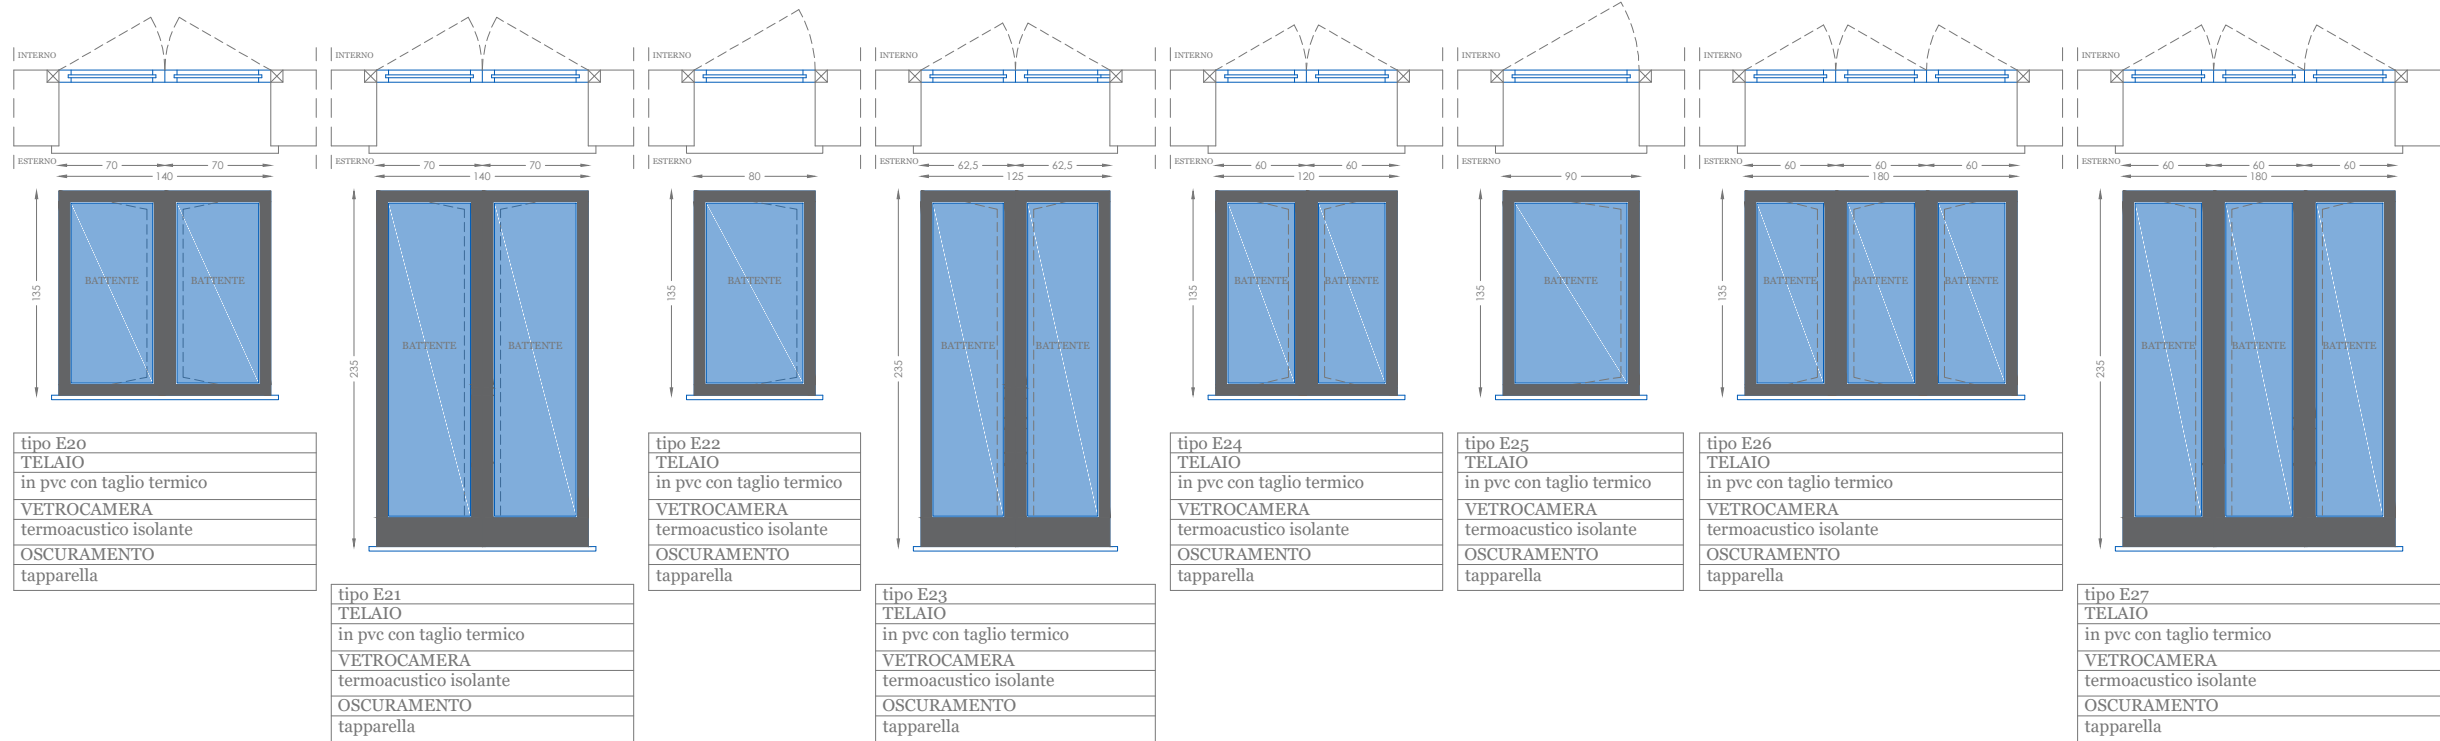 INTERNO
ESTERNO
70 70
140
135
BATTENTE BATTENTE
tipo E20
TELAIO
in pvc con taglio termico
VETROCAMERA
termoacustico isolante
OSCURAMENTO
tapparella
INTERNO
ESTERNO
70 70
140
235
BATTENTE BATTENTE
tipo E21
TELAIO
in pvc con taglio termico
VETROCAMERA
termoacustico isolante
OSCURAMENTO
tapparella
INTERNO
ESTERNO
80
135
BATTENTE
tipo E22
TELAIO
in pvc con taglio termico
VETROCAMERA
termoacustico isolante
OSCURAMENTO
tapparella
INTERNO
ESTERNO
62,5 62,5
125
235
BATTENTE BATTENTE
tipo E23
TELAIO
in pvc con taglio termico
VETROCAMERA
termoacustico isolante
OSCURAMENTO
tapparella
INTERNO
ESTERNO
60 60
120
135
BATTENTE BATTENTE
tipo E24
TELAIO
in pvc con taglio termico
VETROCAMERA
termoacustico isolante
OSCURAMENTO
tapparella
INTERNO
ESTERNO
90
135
BATTENTE
tipo E25
TELAIO
in pvc con taglio termico
VETROCAMERA
termoacustico isolante
OSCURAMENTO
tapparella
INTERNO
ESTERNO
60 60 60
180
135
BATTENTE BATTENTE BATTENTE
tipo E26
TELAIO
in pvc con taglio termico
VETROCAMERA
termoacustico isolante
OSCURAMENTO
tapparella
INTERNO
ESTERNO
60 60 60
180
235
BATTENTE BATTENTE BATTENTE
tipo E27
TELAIO
in pvc con taglio termico
VETROCAMERA
termoacustico isolante
OSCURAMENTO
tapparella